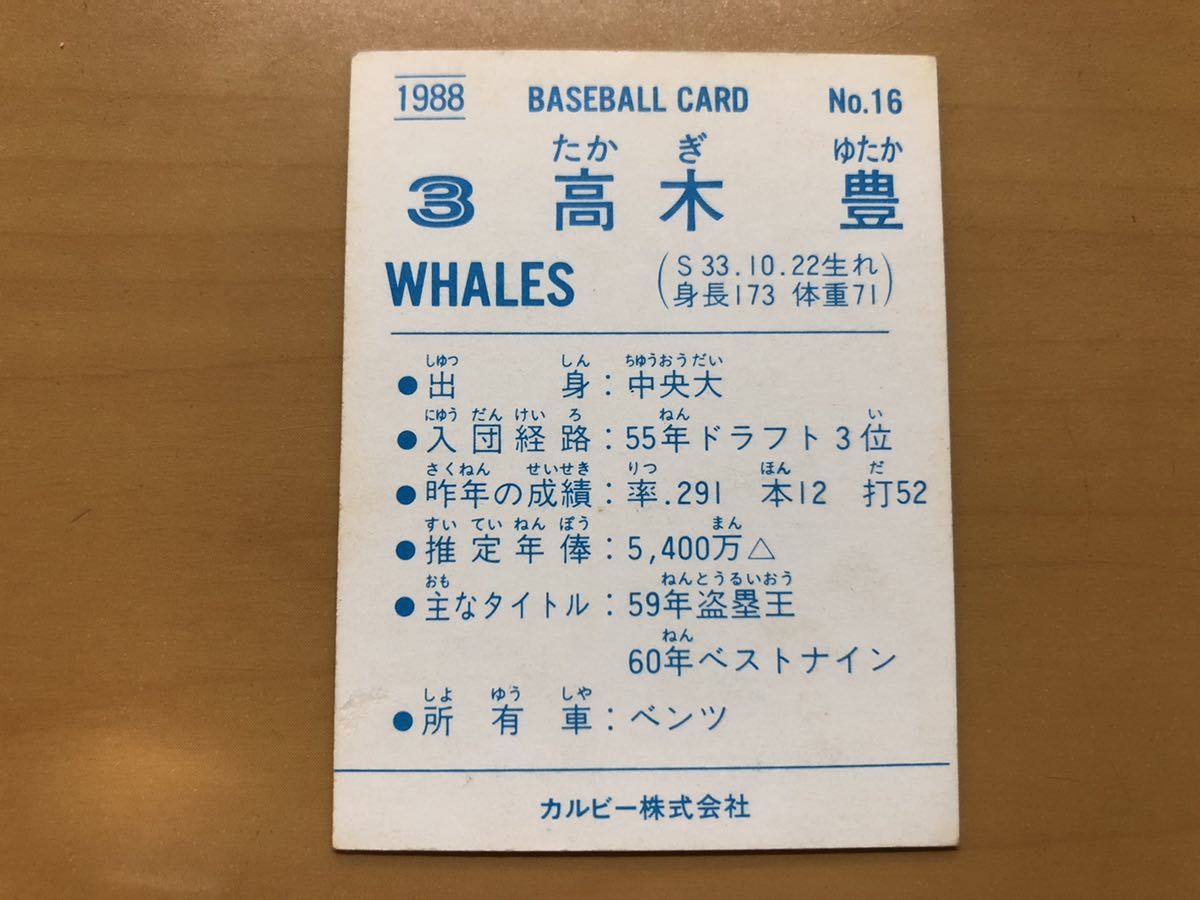 1988 BASEBALL CARD No.16
たか ぎ ゆたか
3 高木 豊
WHALES
(S33.10.22生れ
身長173 体重71)
しゆつ しん ちゆうおうだい
●出身:中央大
にゆう だん けい ろ ねん い
●入団経路:55年ドラフト3位
さくねん せいせき りつ ほん だ
●昨年の成績:率.291 本12 打52
すい てい ねん ぽう まん
●推定年俸:5,400万△
おも ねんとうるいおう
●主なタイトル:59年盗塁王
ねん
60年ベストナイン
しよ ゆう しや
●所有車:ベンツ
カルビー株式会社